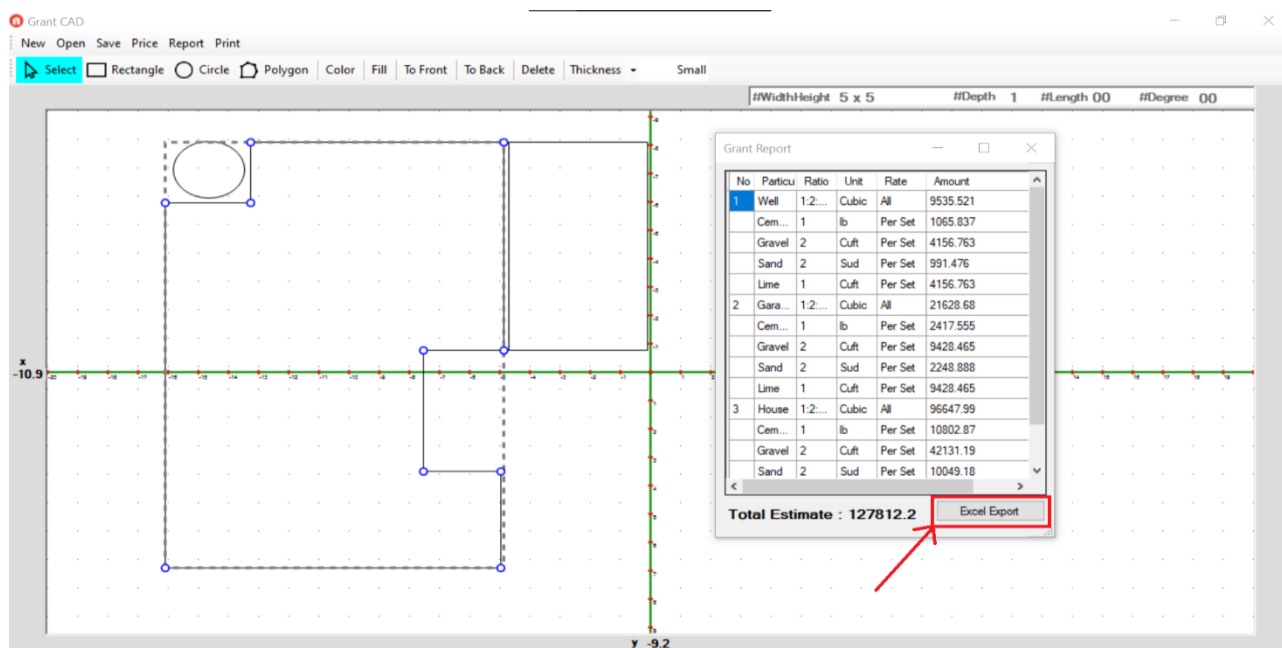 Grant CAD
New Open Save Price Report Print
Select Rectangle Circle Polygon Color Fill To Front To Back Delete Thickness Small
#WidthHeight 5 x 5 #Depth 1 #Length 00 #Degree 00
Grant Report
No Particu Ratio Unit Rate Amount
1 Well 1:2:... Cubic All 9535.521
Cem... 1 lb Per Set 1065.837
Gravel 2 Cuft Per Set 4156.763
Sand 2 Sud Per Set 991.476
Lime 1 Cuft Per Set 4156.763
2 Gara... 1:2:... Cubic All 21628.68
Cem... 1 lb Per Set 2417.555
Gravel 2 Cuft Per Set 9428.465
Sand 2 Sud Per Set 2248.888
Lime 1 Cuft Per Set 9428.465
3 House 1:2:... Cubic All 96647.99
Cem... 1 lb Per Set 10802.87
Gravel 2 Cuft Per Set 42131.19
Sand 2 Sud Per Set 10049.18
Total Estimate : 127812.2 Excel Export
x
-10.9
y -9.2